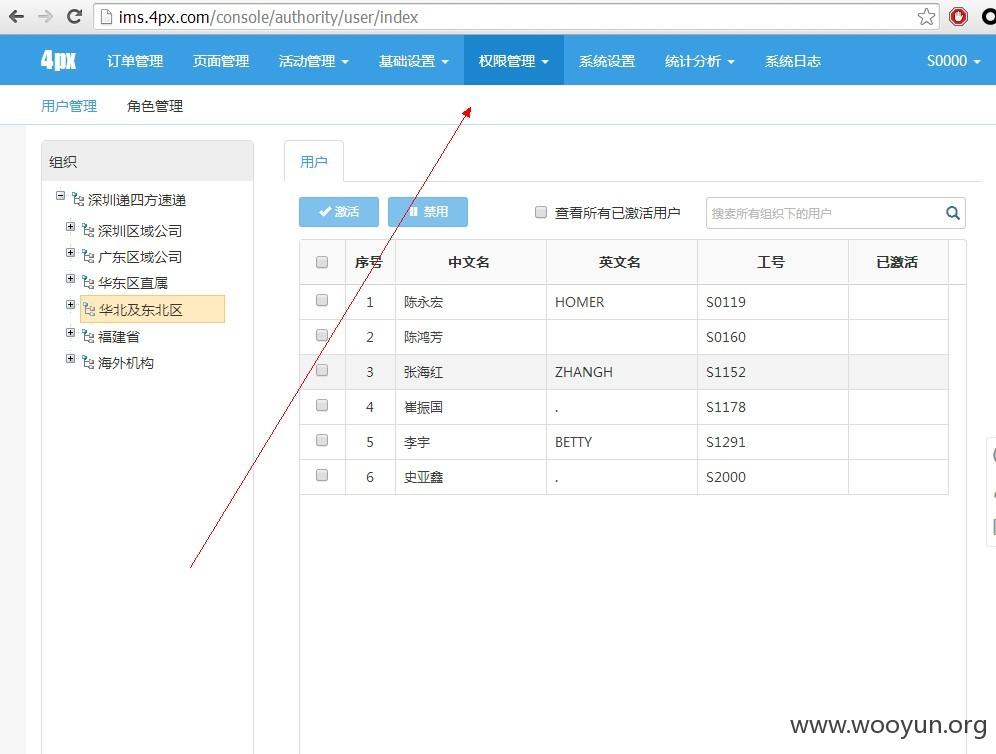 ims.4px.com/console/authority/user/index
4px 订单管理 页面管理 活动管理 基础设置 权限管理 系统设置 统计分析 系统日志 S0000
用户管理 角色管理
组织
深圳递四方速递
深圳区域公司
广东区域公司
华东区直属
华北及东北区
福建省
海外机构
用户
激活 禁用 查看所有已激活用户 搜索所有组织下的用户
序号 中文名 英文名 工号 已激活
1 陈永宏 HOMER S0119
2 陈鸿芳 S0160
3 张海红 ZHANGH S1152
4 崔振国 . S1178
5 李宇 BETTY S1291
6 史亚鑫 . S2000
www.wooyun.org